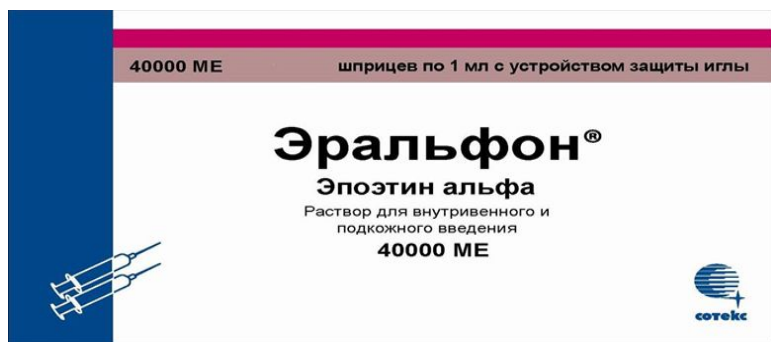 40000 МЕ шприцев по 1 мл с устройством защиты иглы
Эральфон®
Эпоэтин альфа
Раствор для внутривенного и
подкожного введения
40000 МЕ
сотекс